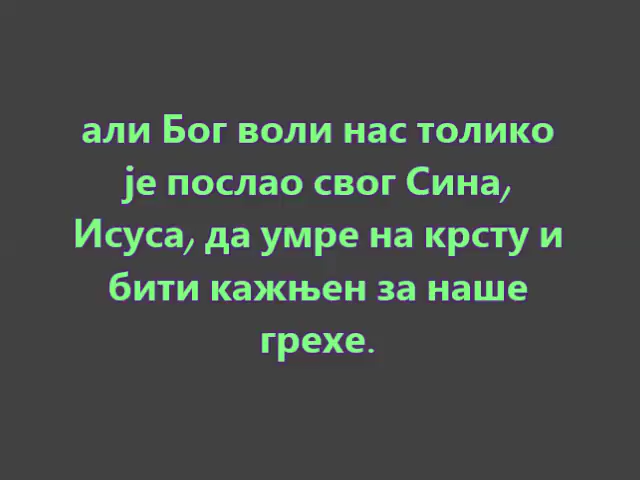 али Бог воли нас толико
је послао свог Сина,
Исуса, да умре на крсту и
бити кажњен за наше
грехе.